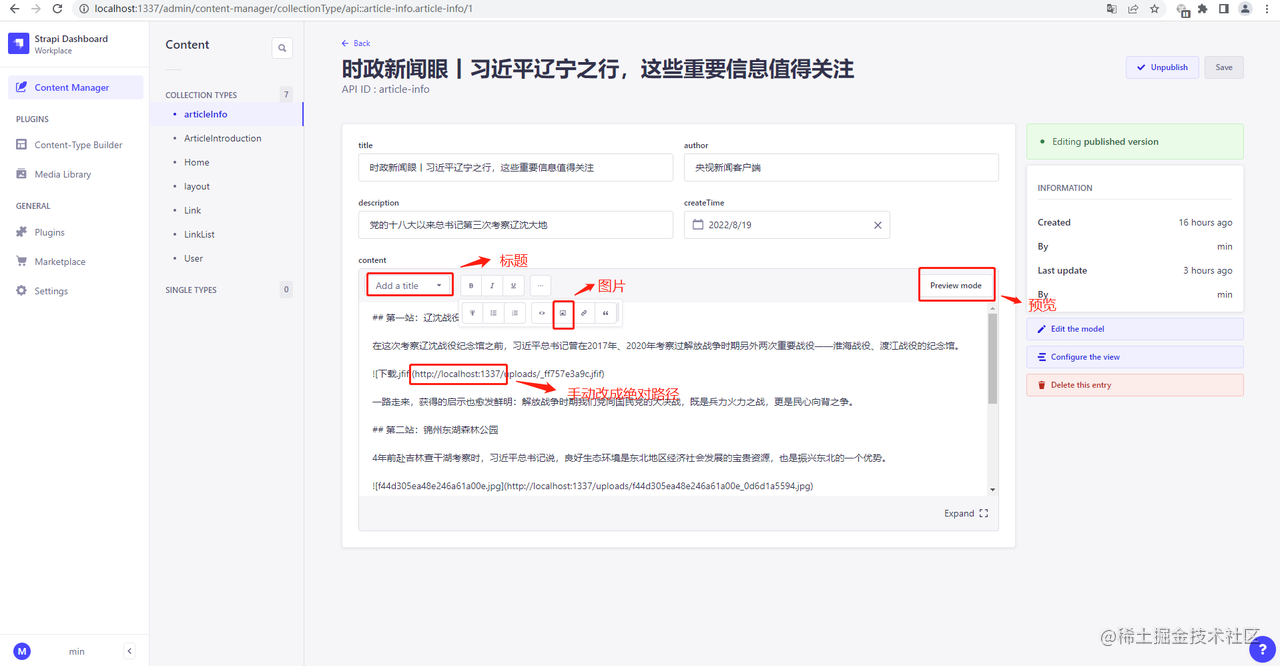 localhost:1337/admin/content-manager/collectionType/api::article-info.article-info/1
Strapi Dashboard
Workplace
Content Manager
PLUGINS
Content-Type Builder
Media Library
GENERAL
Plugins
Marketplace
Settings
M
min
Content
COLLECTION TYPES
7
articleInfo
ArticleIntroduction
Home
layout
Link
LinkList
User
SINGLE TYPES
0
Back
时政新闻眼丨习近平辽宁之行，这些重要信息值得关注
API ID : article-info
Unpublish
Save
title
时政新闻眼丨习近平辽宁之行，这些重要信息值得关注
author
央视新闻客户端
description
党的十八大以来总书记第三次考察辽沈大地
createTime
2022/8/19
content
标题
Add a title
B
I
U
图片
Preview mode
预览
## 第一站：辽沈战役
在这次考察辽沈战役纪念馆之前，习近平总书记曾在2017年、2020年考察过解放战争时期另外两次重要战役——淮海战役、渡江战役的纪念馆。
![下载.jfif(http://localhost:1337/uploads/_ff757e3a9c.jfif)
手动改成绝对路径
一路走来，获得的启示也愈发鲜明：解放战争时期我们党同国民党的大决战，既是兵力火力之战，更是民心向背之争。
## 第二站：锦州东湖森林公园
4年前赴吉林查干湖考察时，习近平总书记说，良好生态环境是东北地区经济社会发展的宝贵资源，也是振兴东北的一个优势。
![f44d305ea48e246a61a00e.jpg](http://localhost:1337/uploads/f44d305ea48e246a61a00e_0d6d1a5594.jpg)
Expand
Editing published version
INFORMATION
Created
16 hours ago
By
min
Last update
3 hours ago
By
min
Edit the model
Configure the view
Delete this entry
@稀土掘金技术社区
?